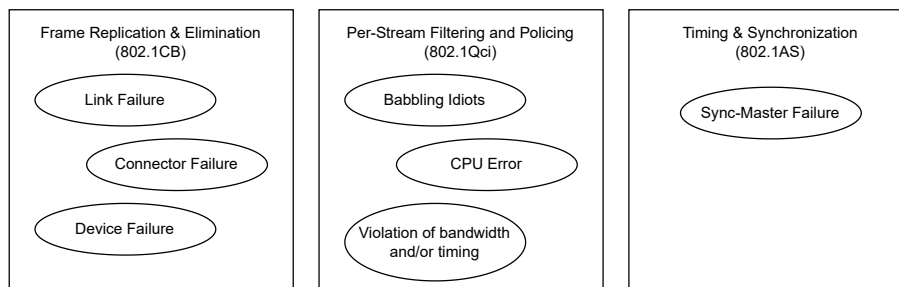 Frame Replication & Elimination
(802.1CB)
Link Failure
Connector Failure
Device Failure
Per-Stream Filtering and Policing
(802.1Qci)
Babbling Idiots
CPU Error
Violation of bandwidth
and/or timing
Timing & Synchronization
(802.1AS)
Sync-Master Failure